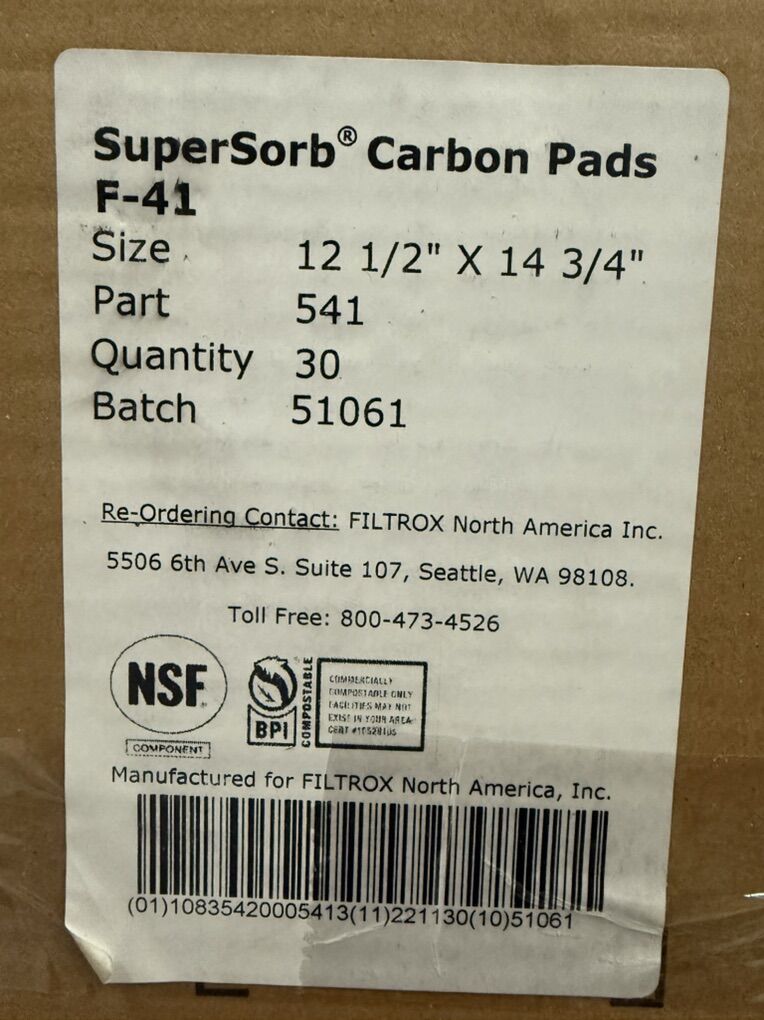 SuperSorb® Carbon Pads
F-41
Size 12 1/2" X 14 3/4"
Part 541
Quantity 30
Batch 51061
Re-Ordering Contact: FILTROX North America Inc.
5506 6th Ave S. Suite 107, Seattle, WA 98108.
Toll Free: 800-473-4526
NSF
COMPONENT
BPI
COMPOSTABLE
COMMERCIALLY
COMPOSTABLE ONLY
FACILITIES MAY NOT
EXIST IN YOUR AREA
CERT
Manufactured for FILTROX North America, Inc.
(01)10835420005413(11)221130(10)51061